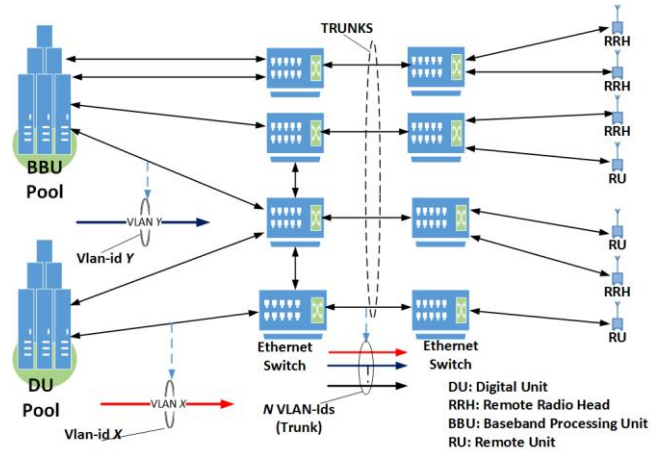 TRUNKS
RRH
RRH
RRH
RU
BBU
Pool
VLAN Y
Vlan-id Y
RU
RRH
RU
Ethernet
Switch
Ethernet
Switch
DU
Pool
VLAN X
Vlan-id X
N VLAN-Ids
(Trunk)
DU: Digital Unit
RRH: Remote Radio Head
BBU: Baseband Processing Unit
RU: Remote Unit